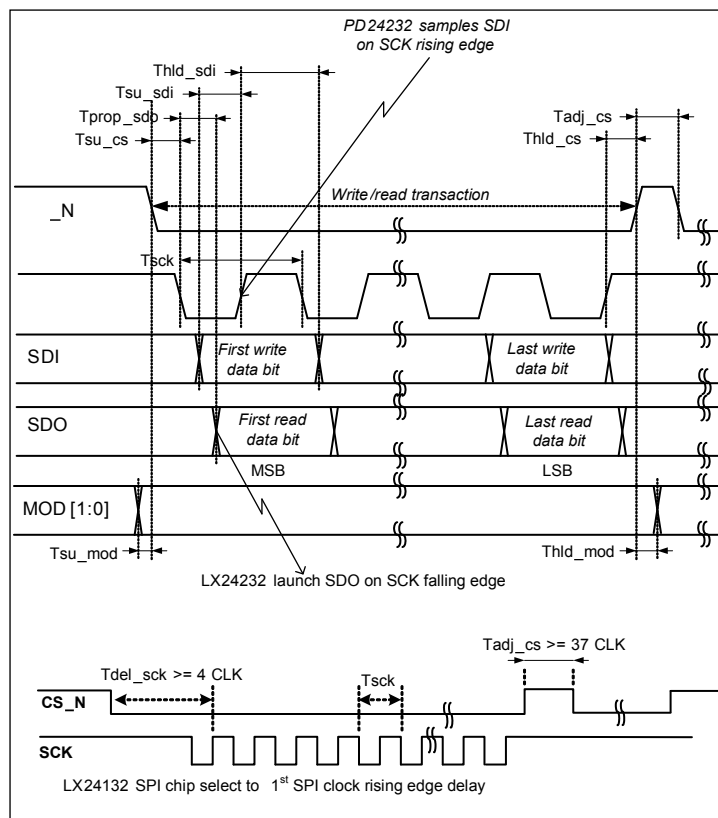 PD24232 samples SDI
on SCK rising edge
Thld_sdi
Tsu_sdi
Tprop_sdo
Tsu_cs
Tadj_cs
Thld_cs
_N
Write/read transaction
Tsck
SDI
First write
data bit
Last write
data bit
SDO
First read
data bit
Last read
data bit
MSB
LSB
MOD [1:0]
Tsu_mod
Thld_mod
LX24232 launch SDO on SCK falling edge
Tadj_cs >= 37 CLK
Tdel_sck >= 4 CLK
Tsck
CS_N
SCK
LX24132 SPI chip select to 1st SPI clock rising edge delay